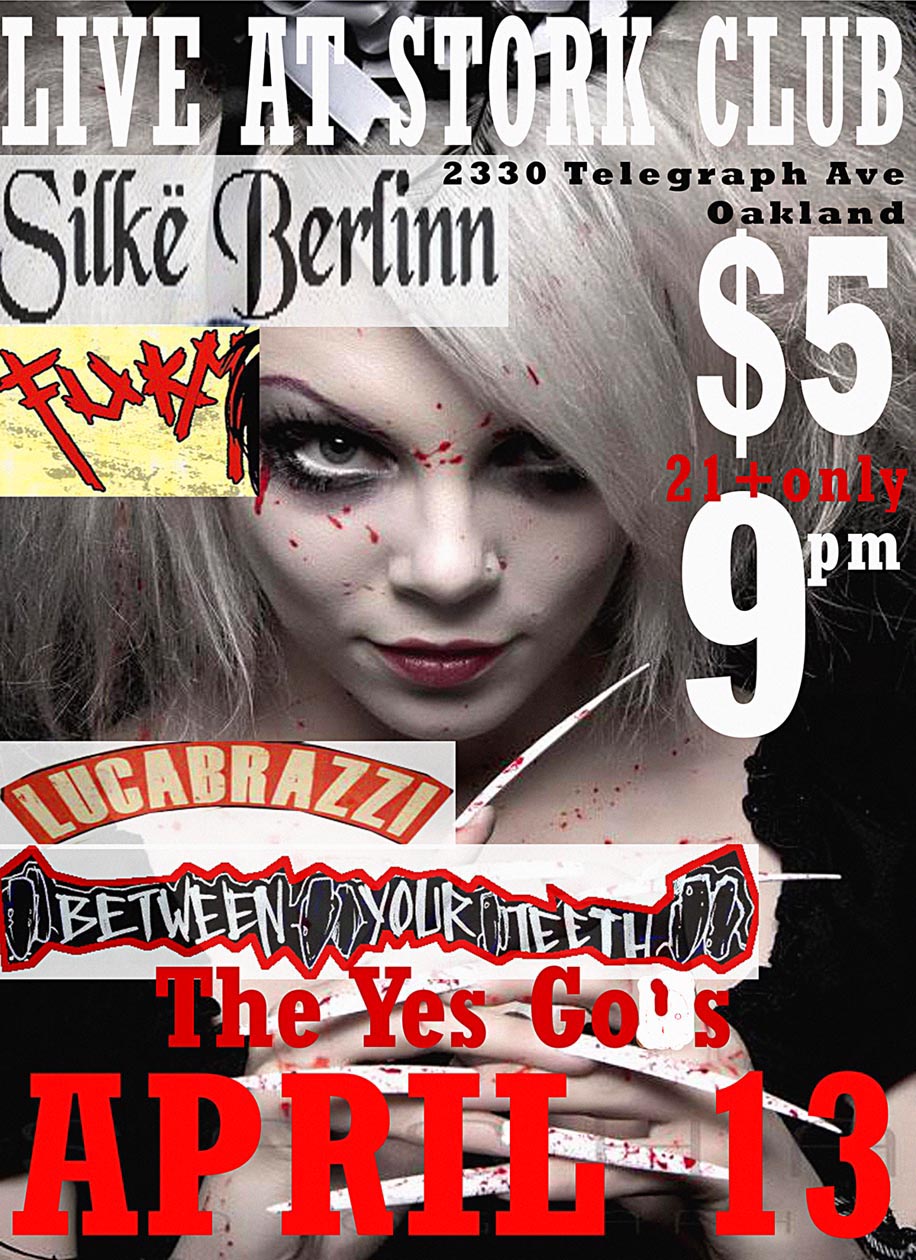 LIVE AT STORK CLUB
2330 Telegraph Ave
Oakland
Silkë Berlinn
$5
FUKM
21+only
9pm
LUCABRAZZI
BETWEEN YOUR TEETH
The Yes Go's
APRIL 13